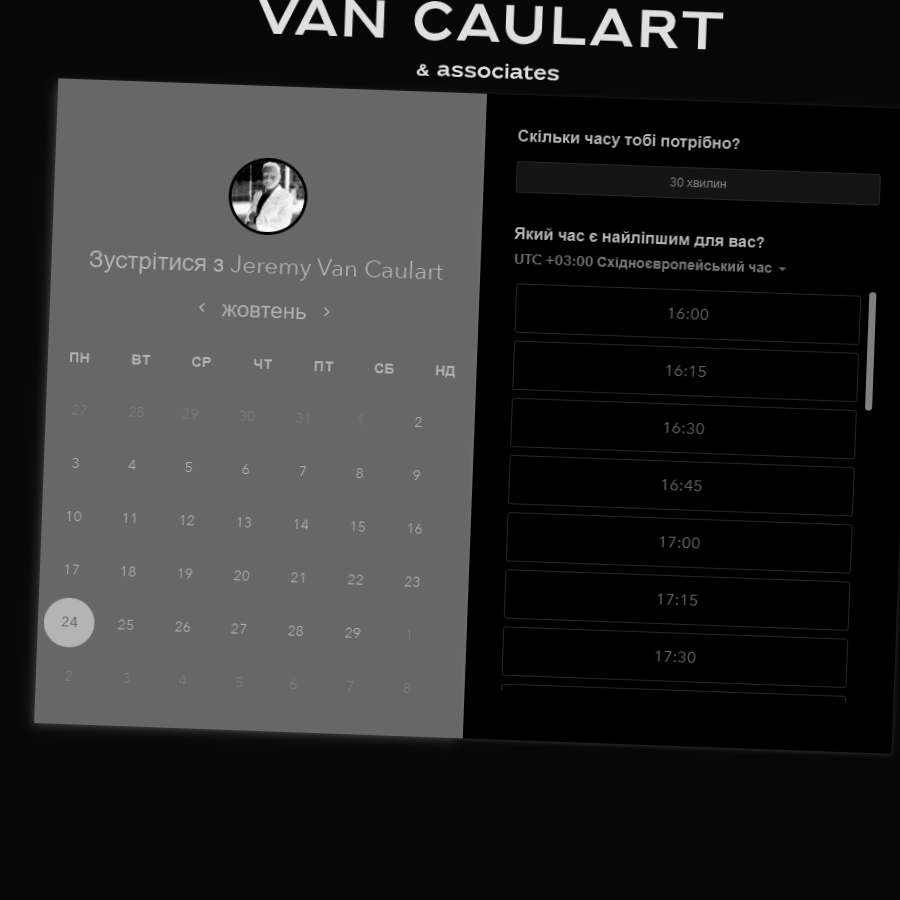 VAN CAULART
& associates
Зустрітися з Jeremy Van Caulart
жовтень
ПН ВТ СР ЧТ ПТ СБ НД
27 28 29 30 31 1 2
3 4 5 6 7 8 9
10 11 12 13 14 15 16
17 18 19 20 21 22 23
24 25 26 27 28 29 1
2 3 4 5 6 7 8
Скільки часу тобі потрібно?
30 хвилин
Який час є найліпшим для вас?
UTC +03:00 Східноєвропейський час
16:00
16:15
16:30
16:45
17:00
17:15
17:30